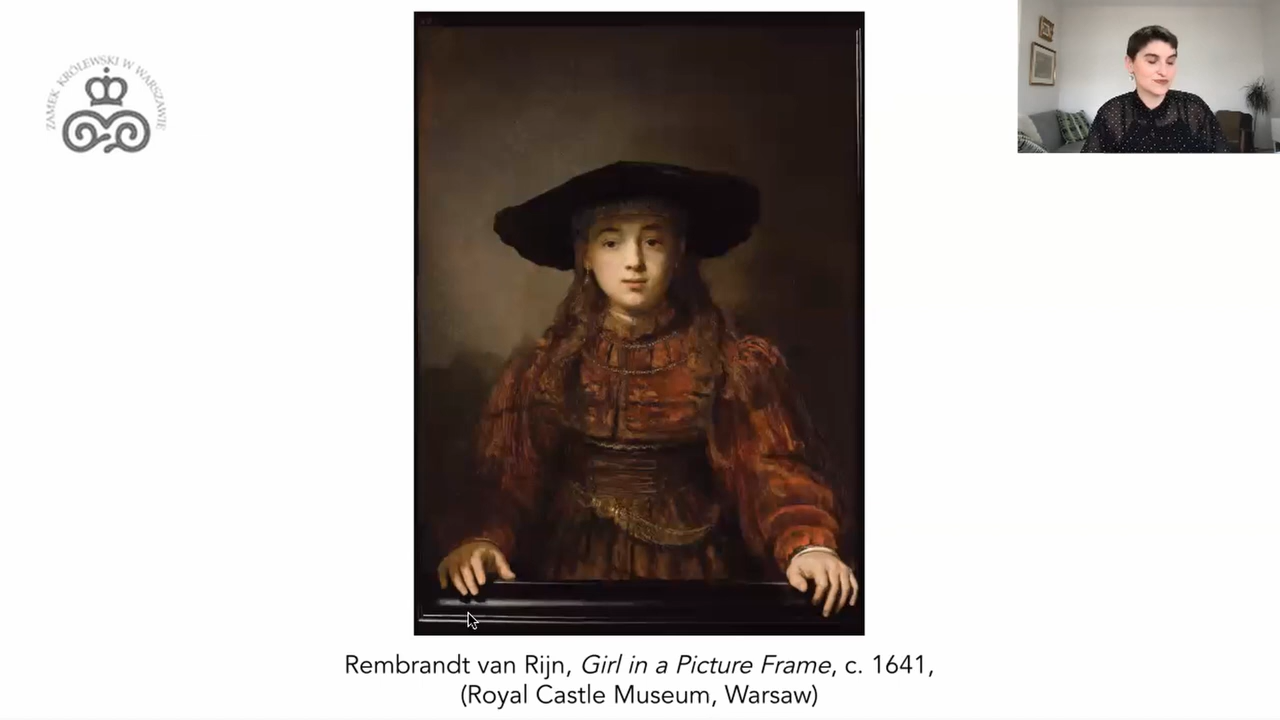 ZAMEK KRÓLEWSKI W WARSZAWIE
Rembrandt van Rijn, Girl in a Picture Frame, c. 1641,
(Royal Castle Museum, Warsaw)